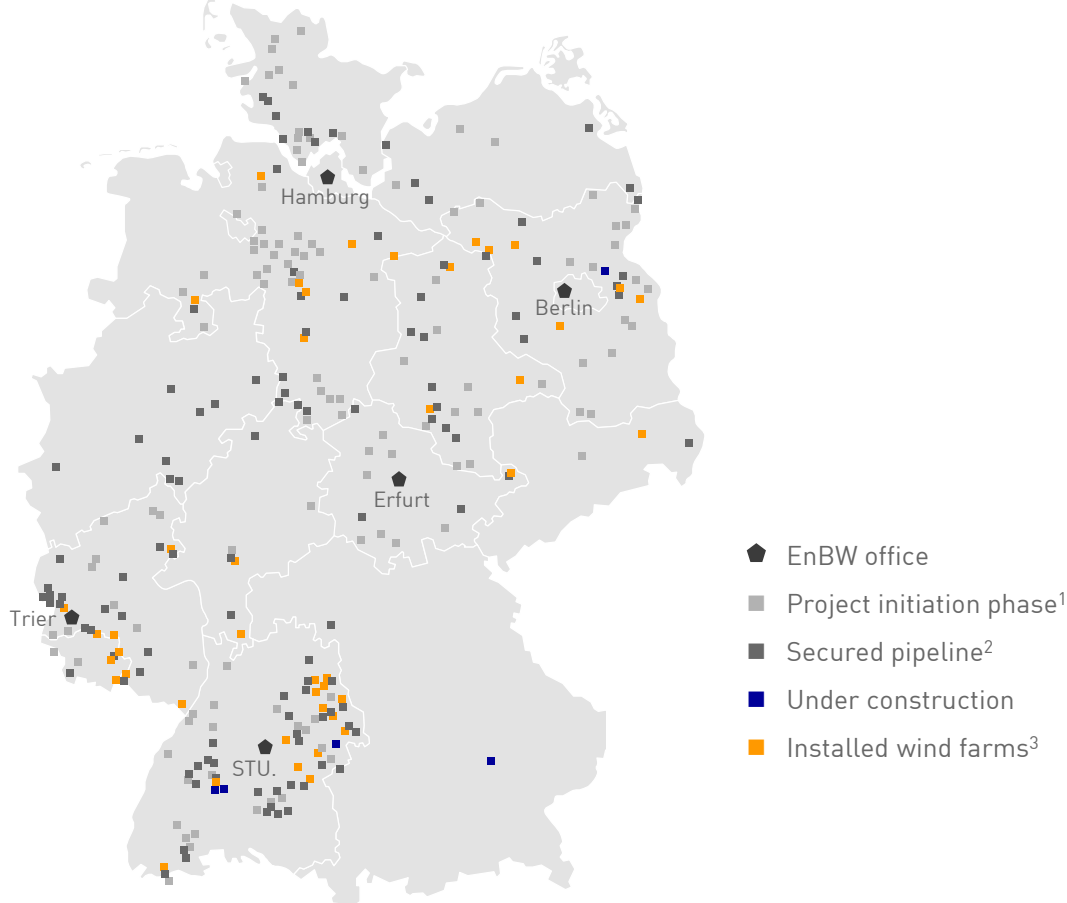 Hamburg
Berlin
Erfurt
Trier
STU.
EnBW office
Project initiation phase¹
Secured pipeline²
Under construction
Installed wind farms³